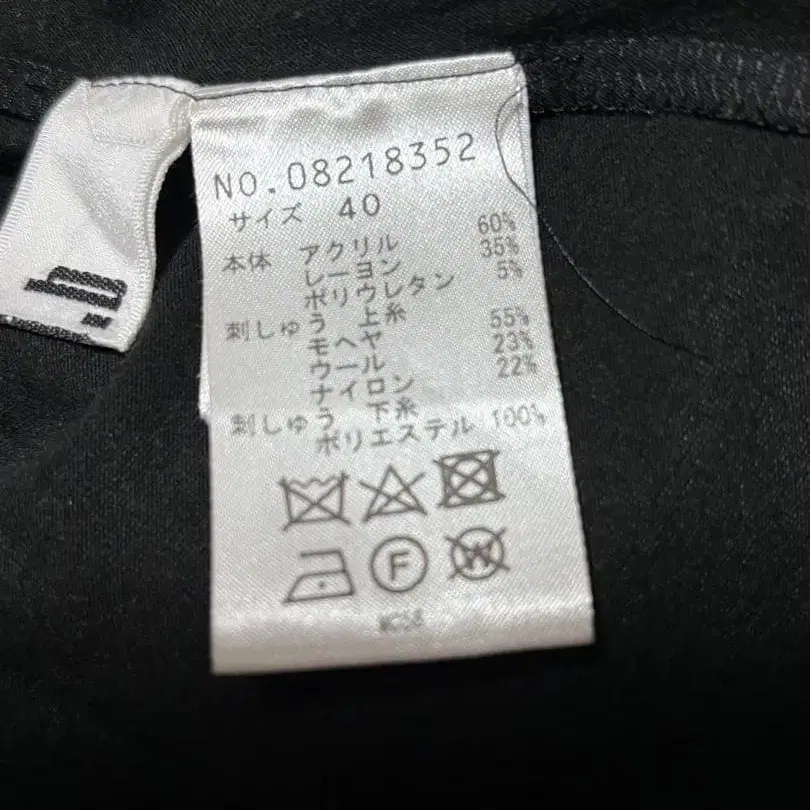 NO.08218352
サイズ 40
本体 アクリル 60%
レーヨン 35%
ポリウレタン 5%
刺しゅう 上糸
モヘヤ 55%
ウール 23%
ナイロン 22%
刺しゅう 下糸
ポリエステル 100%
F
W